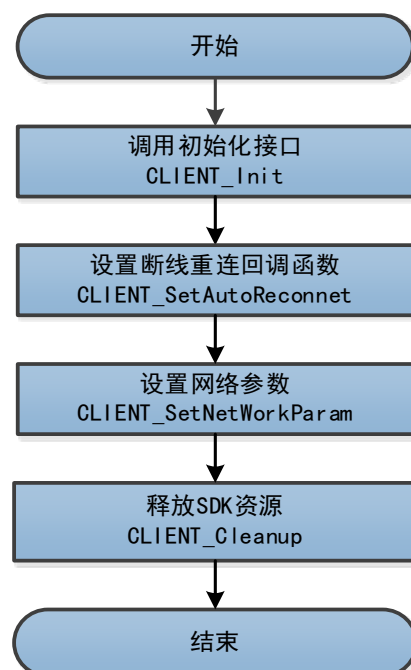 开始
调用初始化接口
CLIENT_Init
设置断线重连回调函数
CLIENT_SetAutoReconnet
设置网络参数
CLIENT_SetNetWorkParam
释放SDK资源
CLIENT_Cleanup
结束